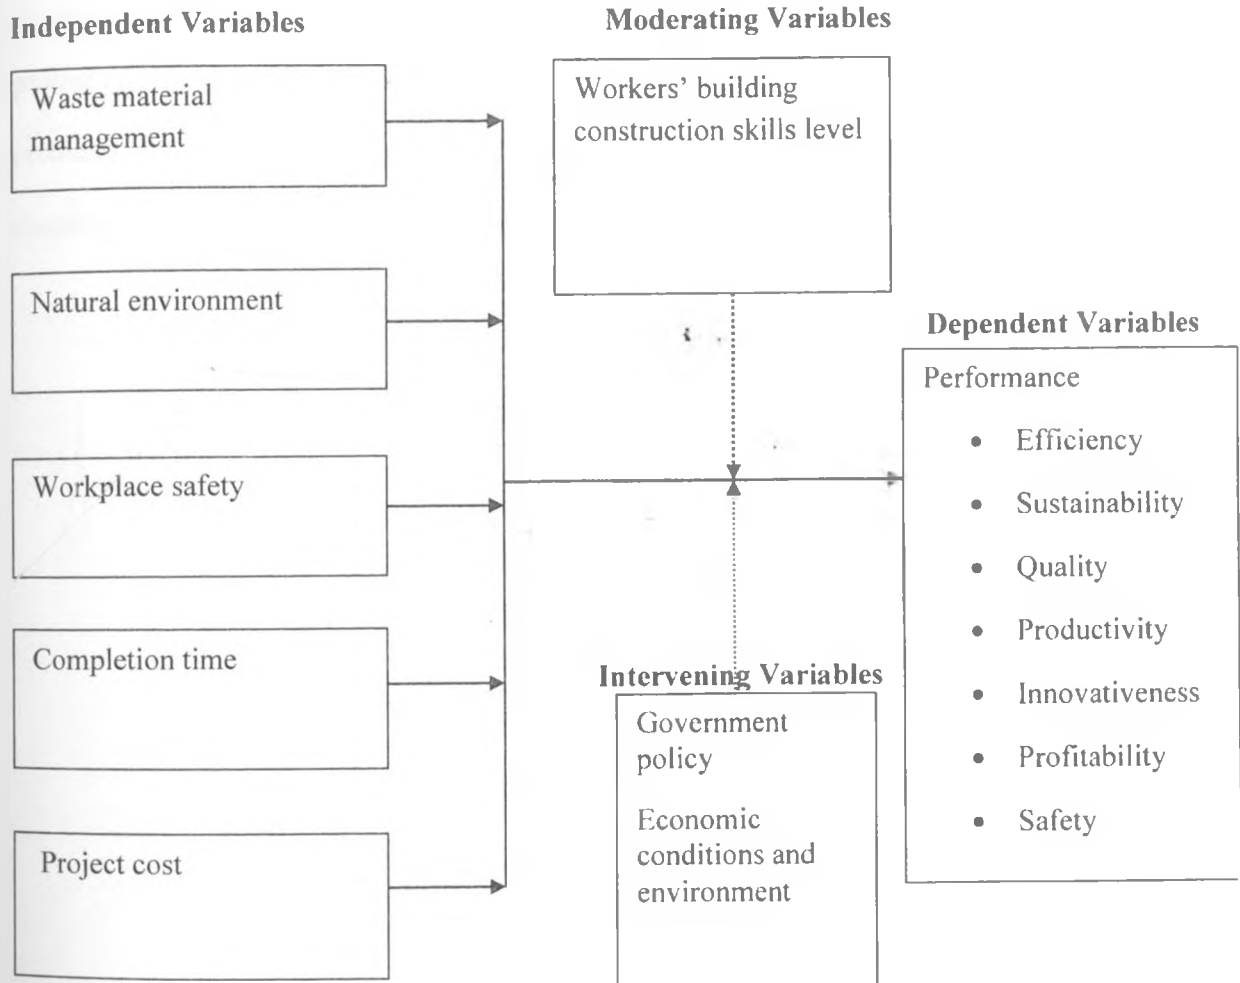 Independent Variables
Waste material
management
Natural environment
Workplace safety
Completion time
Project cost
Moderating Variables
Workers' building
construction skills level
Intervening Variables
Government
policy
Economic
conditions and
environment
Dependent Variables
Performance
• Efficiency
• Sustainability
• Quality
• Productivity
• Innovativeness
• Profitability
• Safety